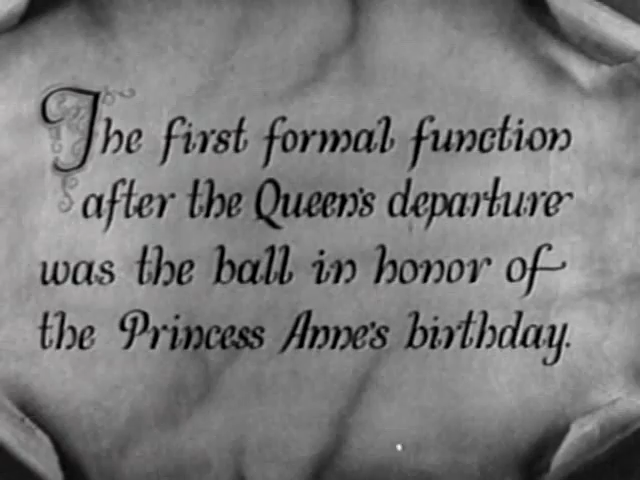 The first formal function
after the Queen's departure
was the ball in honor of
the Princess Anne's birthday.